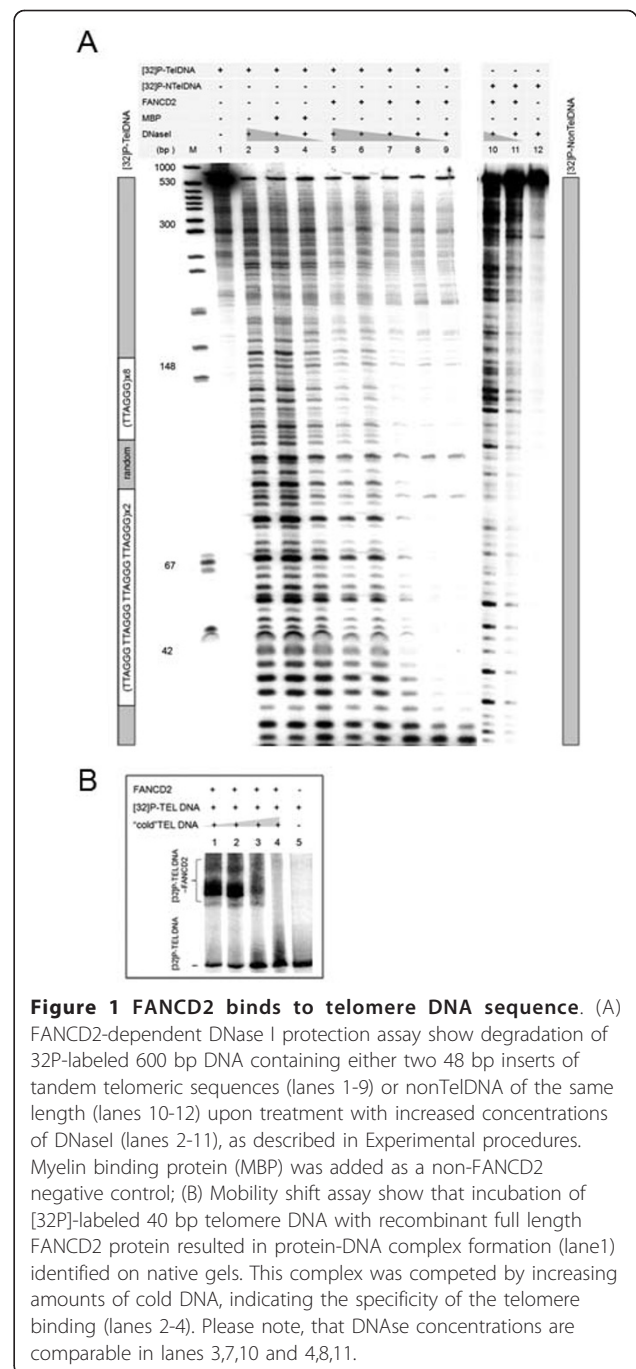 A
[32]P-TelDNA + + + + + + + + + - - -
[32]P-NTelDNA - - - - - - - - - + + +
FANCD2 - - - - + + + + + + + -
MBP - - + + - - - - - - - -
DNaseI - + + + + + + + + + + +
(bp) M 1 2 3 4 5 6 7 8 9 10 11 12
1000
530
300
148
67
42
[32]P-TelDNA
(TTAGGG)x8
random
(TTAGGG TTAGGG TTAGGG TTAGGG)x2
[32]P-NonTelDNA
B
FANCD2 + + + + -
[32]P-TEL DNA + + + + +
"cold"TEL DNA + + + + -
1 2 3 4 5
[32]P-TEL DNA
-FANCD2
[32]P-TEL DNA
Figure 1 FANCD2 binds to telomere DNA sequence. (A)
FANCD2-dependent DNase I protection assay show degradation of
32P-labeled 600 bp DNA containing either two 48 bp inserts of
tandem telomeric sequences (lanes 1-9) or nonTelDNA of the same
length (lanes 10-12) upon treatment with increased concentrations
of DNaseI (lanes 2-11), as described in Experimental procedures.
Myelin binding protein (MBP) was added as a non-FANCD2
negative control; (B) Mobility shift assay show that incubation of
[32P]-labeled 40 bp telomere DNA with recombinant full length
FANCD2 protein resulted in protein-DNA complex formation (lane1)
identified on native gels. This complex was competed by increasing
amounts of cold DNA, indicating the specificity of the telomere
binding (lanes 2-4). Please note, that DNAse concentrations are
comparable in lanes 3,7,10 and 4,8,11.